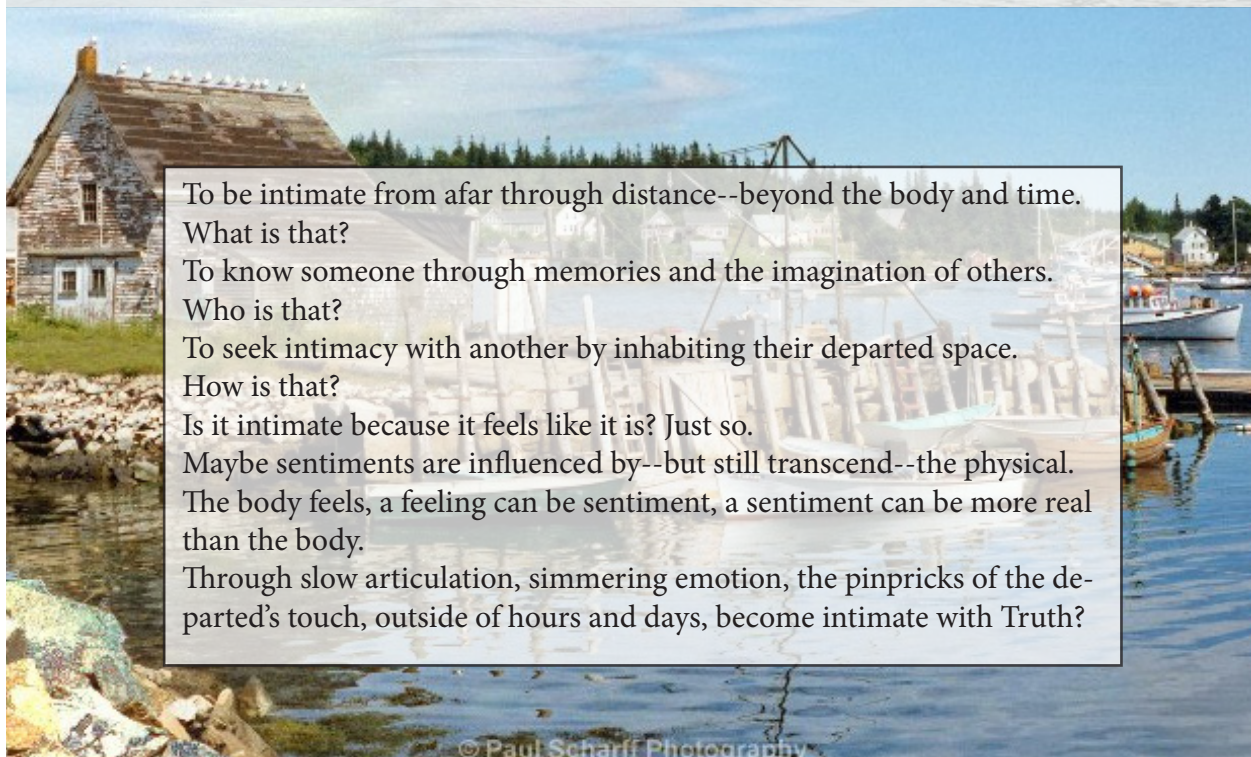 To be intimate from afar through distance--beyond the body and time.
What is that?
To know someone through memories and the imagination of others.
Who is that?
To seek intimacy with another by inhabiting their departed space.
How is that?
Is it intimate because it feels like it is? Just so.
Maybe sentiments are influenced by--but still transcend--the physical.
The body feels, a feeling can be sentiment, a sentiment can be more real
than the body.
Through slow articulation, simmering emotion, the pinpricks of the de-
parted's touch, outside of hours and days, become intimate with Truth?
© Paul Scharff Photography